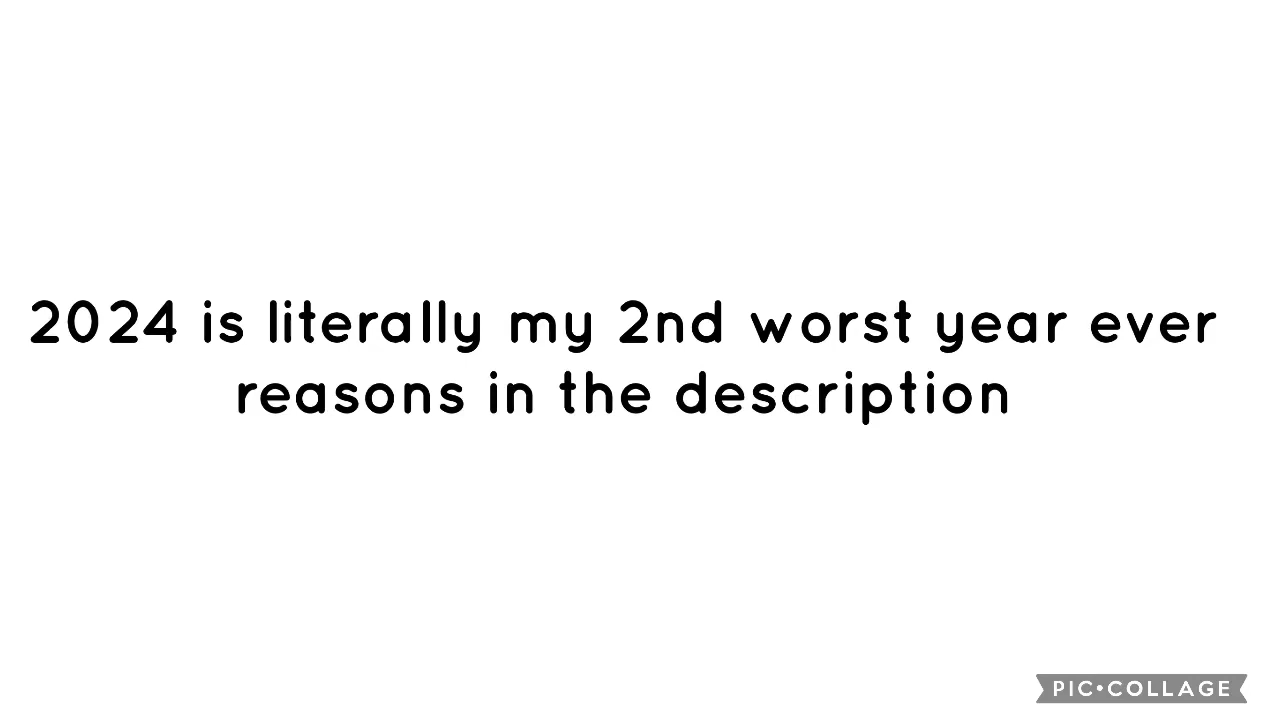 2024 is literally my 2nd worst year ever
reasons in the description
PIC•COLLAGE